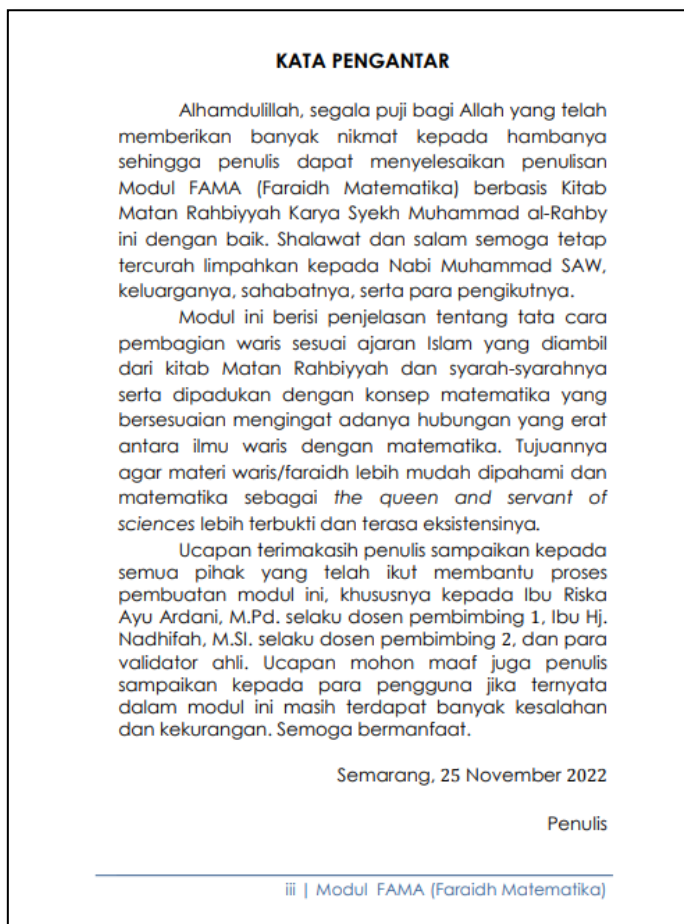 KATA PENGANTAR
Alhamdulillah, segala puji bagi Allah yang telah
memberikan banyak nikmat kepada hambanya
sehingga penulis dapat menyelesaikan penulisan
Modul FAMA (Faraidh Matematika) berbasis Kitab
Matan Rahbiyyah Karya Syekh Muhammad al-Rahby
ini dengan baik. Shalawat dan salam semoga tetap
tercurah limpahkan kepada Nabi Muhammad SAW,
keluarganya, sahabatnya, serta para pengikutnya.
Modul ini berisi penjelasan tentang tata cara
pembagian waris sesuai ajaran Islam yang diambil
dari kitab Matan Rahbiyyah dan syarah-syarahnya
serta dipadukan dengan konsep matematika yang
bersesuaian mengingat adanya hubungan yang erat
antara ilmu waris dengan matematika. Tujuannya
agar materi waris/faraidh lebih mudah dipahami dan
matematika sebagai the queen and servant of
sciences lebih terbukti dan terasa eksistensinya.
Ucapan terimakasih penulis sampaikan kepada
semua pihak yang telah ikut membantu proses
pembuatan modul ini, khususnya kepada Ibu Riska
Ayu Ardani, M.Pd. selaku dosen pembimbing 1, Ibu Hj.
Nadhifah, M.SI. selaku dosen pembimbing 2, dan para
validator ahli. Ucapan mohon maaf juga penulis
sampaikan kepada para pengguna jika ternyata
dalam modul ini masih terdapat banyak kesalahan
dan kekurangan. Semoga bermanfaat.
Semarang, 25 November 2022
Penulis
iii | Modul FAMA (Faraidh Matematika)